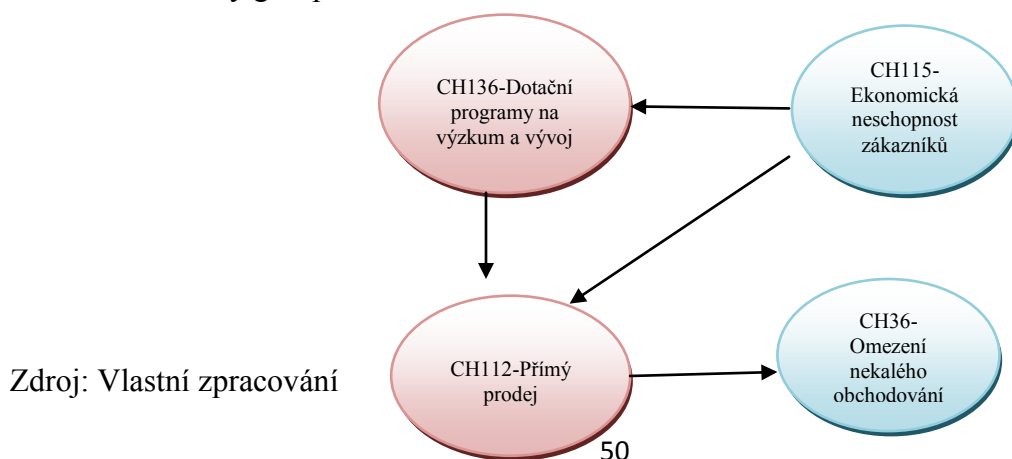 CH136-Dotační
programy na
výzkum a vývoj
CH115-
Ekonomická
neschopnost
zákazníků
CH112-Přímý
prodej
CH36-
Omezení
nekalého
obchodování
Zdroj: Vlastní zpracování
50